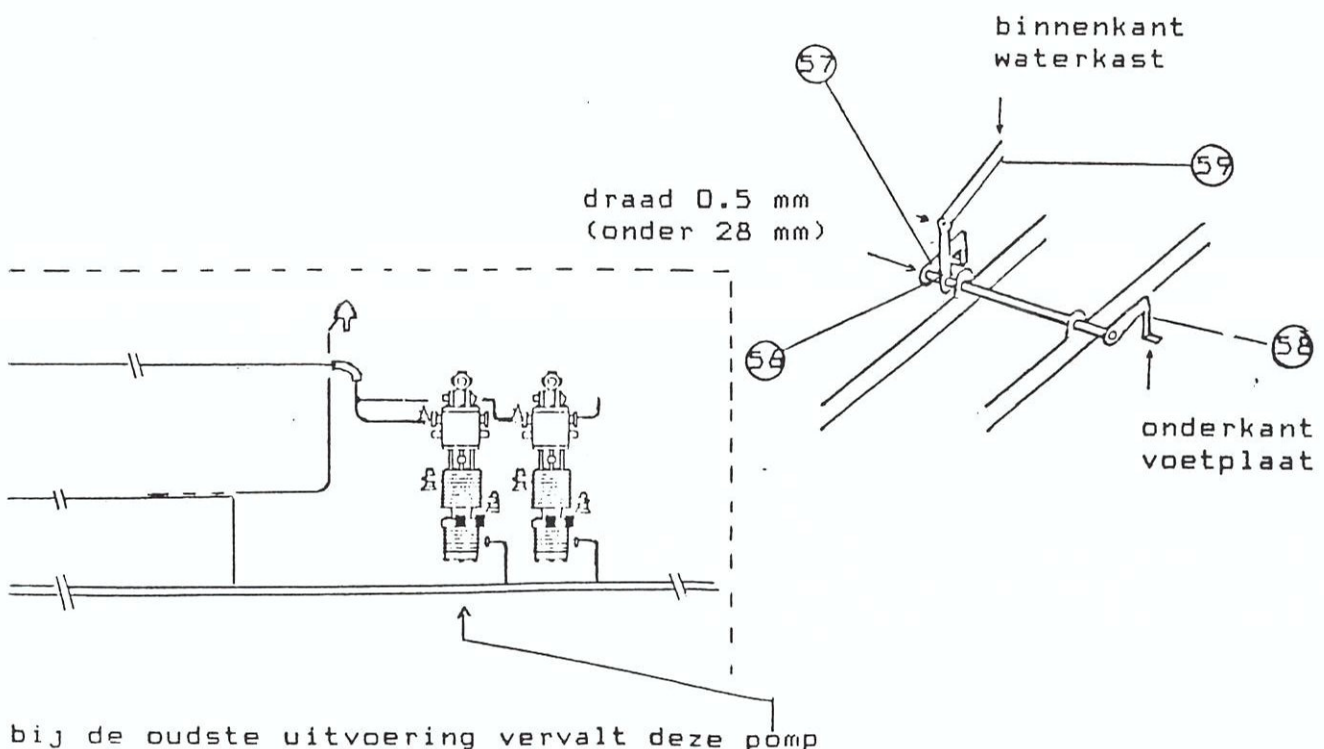 binnenkant
waterkast
57
59
draad 0.5 mm
(onder 28 mm)
56
58
onderkant
voetplaat
bij de oudste uitvoering vervalt deze pomp